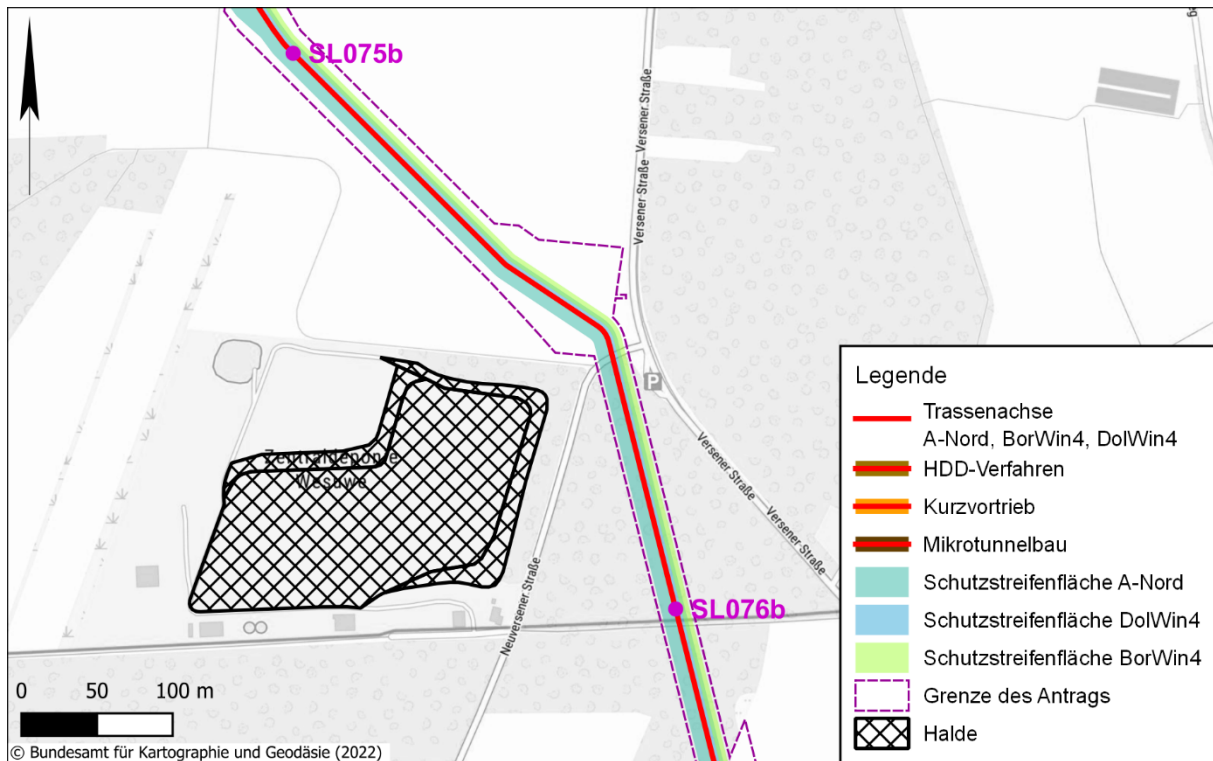 SL075b
Versener Straße Versener Straße
Versener Straße
P
Zentraldeponie
Wesuwe
Versener Straße
Versener Straße
Neuversener Straße
SL076b
0 50 100 m
© Bundesamt für Kartographie und Geodäsie (2022)
Legende
Trassenachse
A-Nord, BorWin4, DolWin4
HDD-Verfahren
Kurzvortrieb
Mikrotunnelbau
Schutzstreifenfläche A-Nord
Schutzstreifenfläche DolWin4
Schutzstreifenfläche BorWin4
Grenze des Antrags
Halde